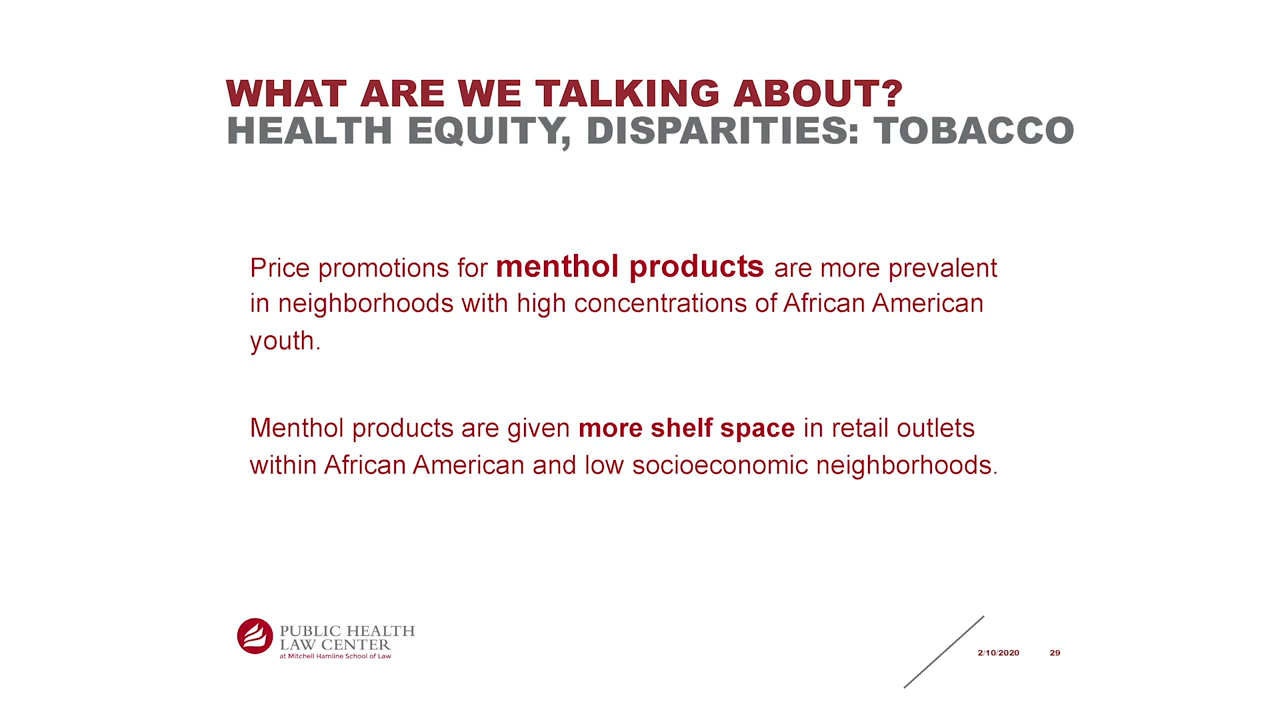 WHAT ARE WE TALKING ABOUT?
HEALTH EQUITY, DISPARITIES: TOBACCO
Price promotions for menthol products are more prevalent
in neighborhoods with high concentrations of African American
youth.
Menthol products are given more shelf space in retail outlets
within African American and low socioeconomic neighborhoods.
PUBLIC HEALTH
LAW CENTER
at Mitchell Hamline School of Law
2/10/2020 29